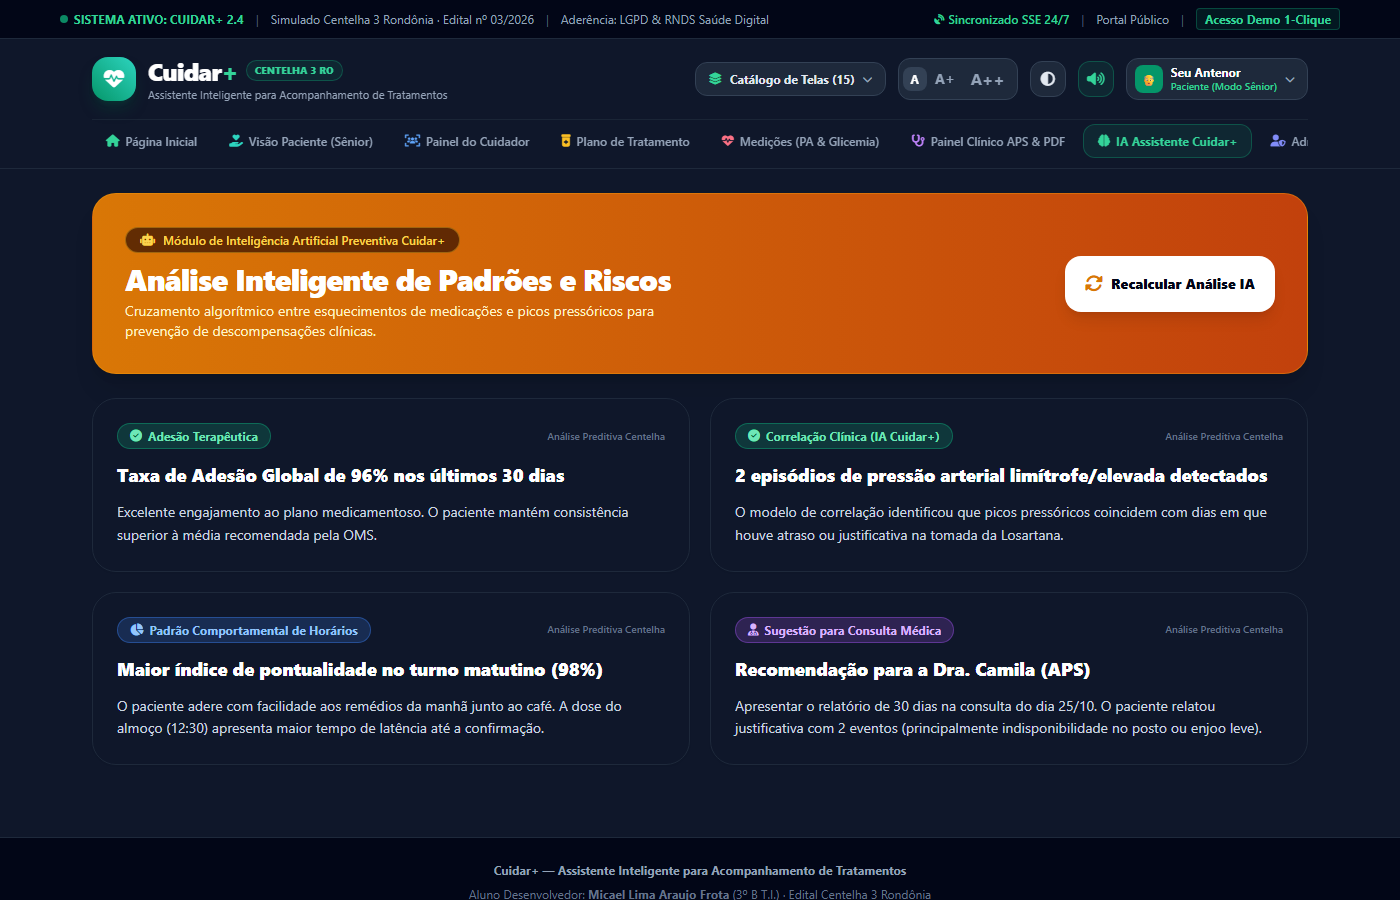 SISTEMA ATIVO: CUIDAR+ 2.4 | Simulado Centelha 3 Rondônia · Edital nº 03/2026 | Aderência: LGPD & RNDS Saúde Digital
Sincronizado SSE 24/7 | Portal Público | Acesso Demo 1-Clique
Cuidar+ CENTELHA 3 RO
Assistente Inteligente para Acompanhamento de Tratamentos
Catálogo de Telas (15)
A A+ A++
Seu Antenor
Paciente (Modo Sênior)
Página Inicial
Visão Paciente (Sênior)
Painel do Cuidador
Plano de Tratamento
Medições (PA & Glicemia)
Painel Clínico APS & PDF
IA Assistente Cuidar+
Módulo de Inteligência Artificial Preventiva Cuidar+
Análise Inteligente de Padrões e Riscos
Cruzamento algorítmico entre esquecimentos de medicações e picos pressóricos para
prevenção de descompensações clínicas.
Recalcular Análise IA
Adesão Terapêutica
Análise Preditiva Centelha
Taxa de Adesão Global de 96% nos últimos 30 dias
Excelente engajamento ao plano medicamentoso. O paciente mantém consistência
superior à média recomendada pela OMS.
Correlação Clínica (IA Cuidar+)
Análise Preditiva Centelha
2 episódios de pressão arterial limítrofe/elevada detectados
O modelo de correlação identificou que picos pressóricos coincidem com dias em que
houve atraso ou justificativa na tomada da Losartana.
Padrão Comportamental de Horários
Análise Preditiva Centelha
Maior índice de pontualidade no turno matutino (98%)
O paciente adere com facilidade aos remédios da manhã junto ao café. A dose do
almoço (12:30) apresenta maior tempo de latência até a confirmação.
Sugestão para Consulta Médica
Análise Preditiva Centelha
Recomendação para a Dra. Camila (APS)
Apresentar o relatório de 30 dias na consulta do dia 25/10. O paciente relatou
justificativa com 2 eventos (principalmente indisponibilidade no posto ou enjoo leve).
Cuidar+ — Assistente Inteligente para Acompanhamento de Tratamentos
Aluno Desenvolvedor: Micael Lima Araujo Frota (3º B T.I.) · Edital Centelha 3 Rondônia